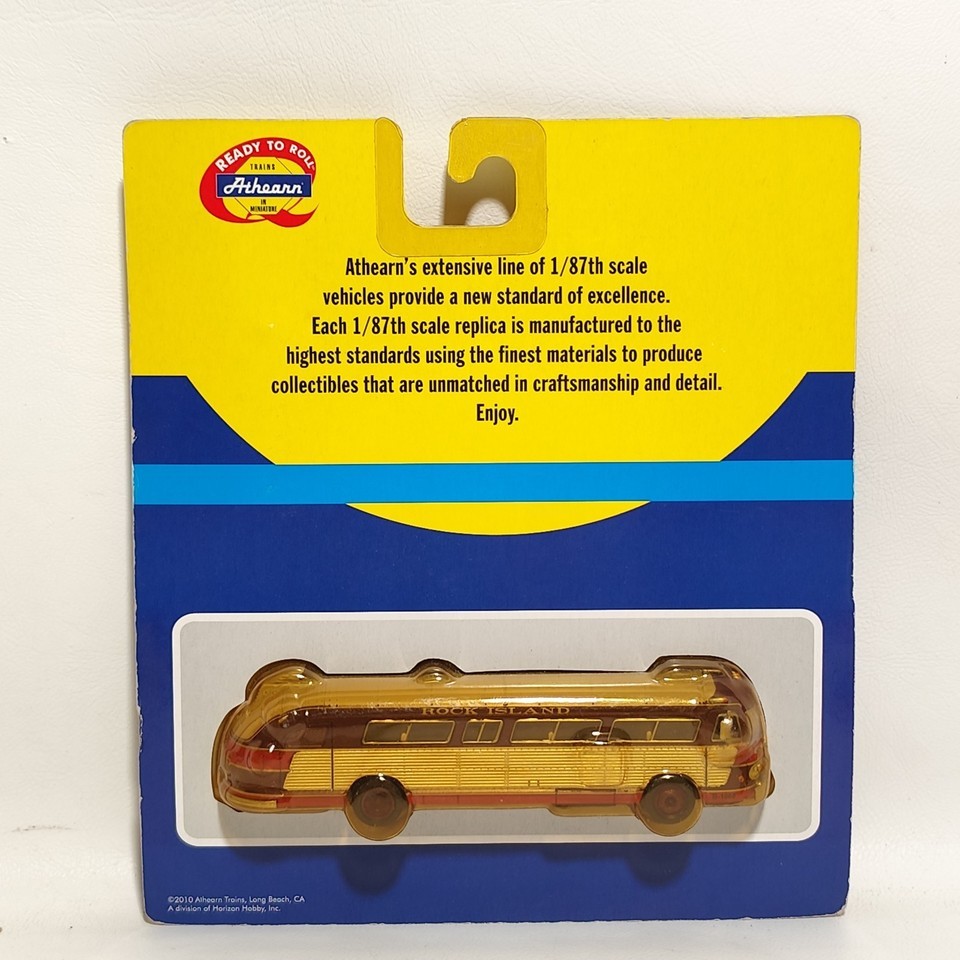 READY TO ROLL
TRAINS
Athearn
IN
MINIATURE
Athearn's extensive line of 1/87th scale
vehicles provide a new standard of excellence.
Each 1/87th scale replica is manufactured to the
highest standards using the finest materials to produce
collectibles that are unmatched in craftsmanship and detail.
Enjoy.
ROCK ISLAND
©2010 Athearn Trains, Long Beach, CA
A division of Horizon Hobby, Inc.